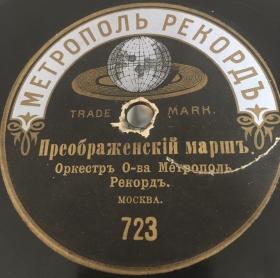 МЕТРОПОЛЬ РЕКОРДЪ
TRADE MARK.
Преображенскій маршъ.
Оркестръ О-ва Метрополь
Рекордъ.
МОСКВА.
723